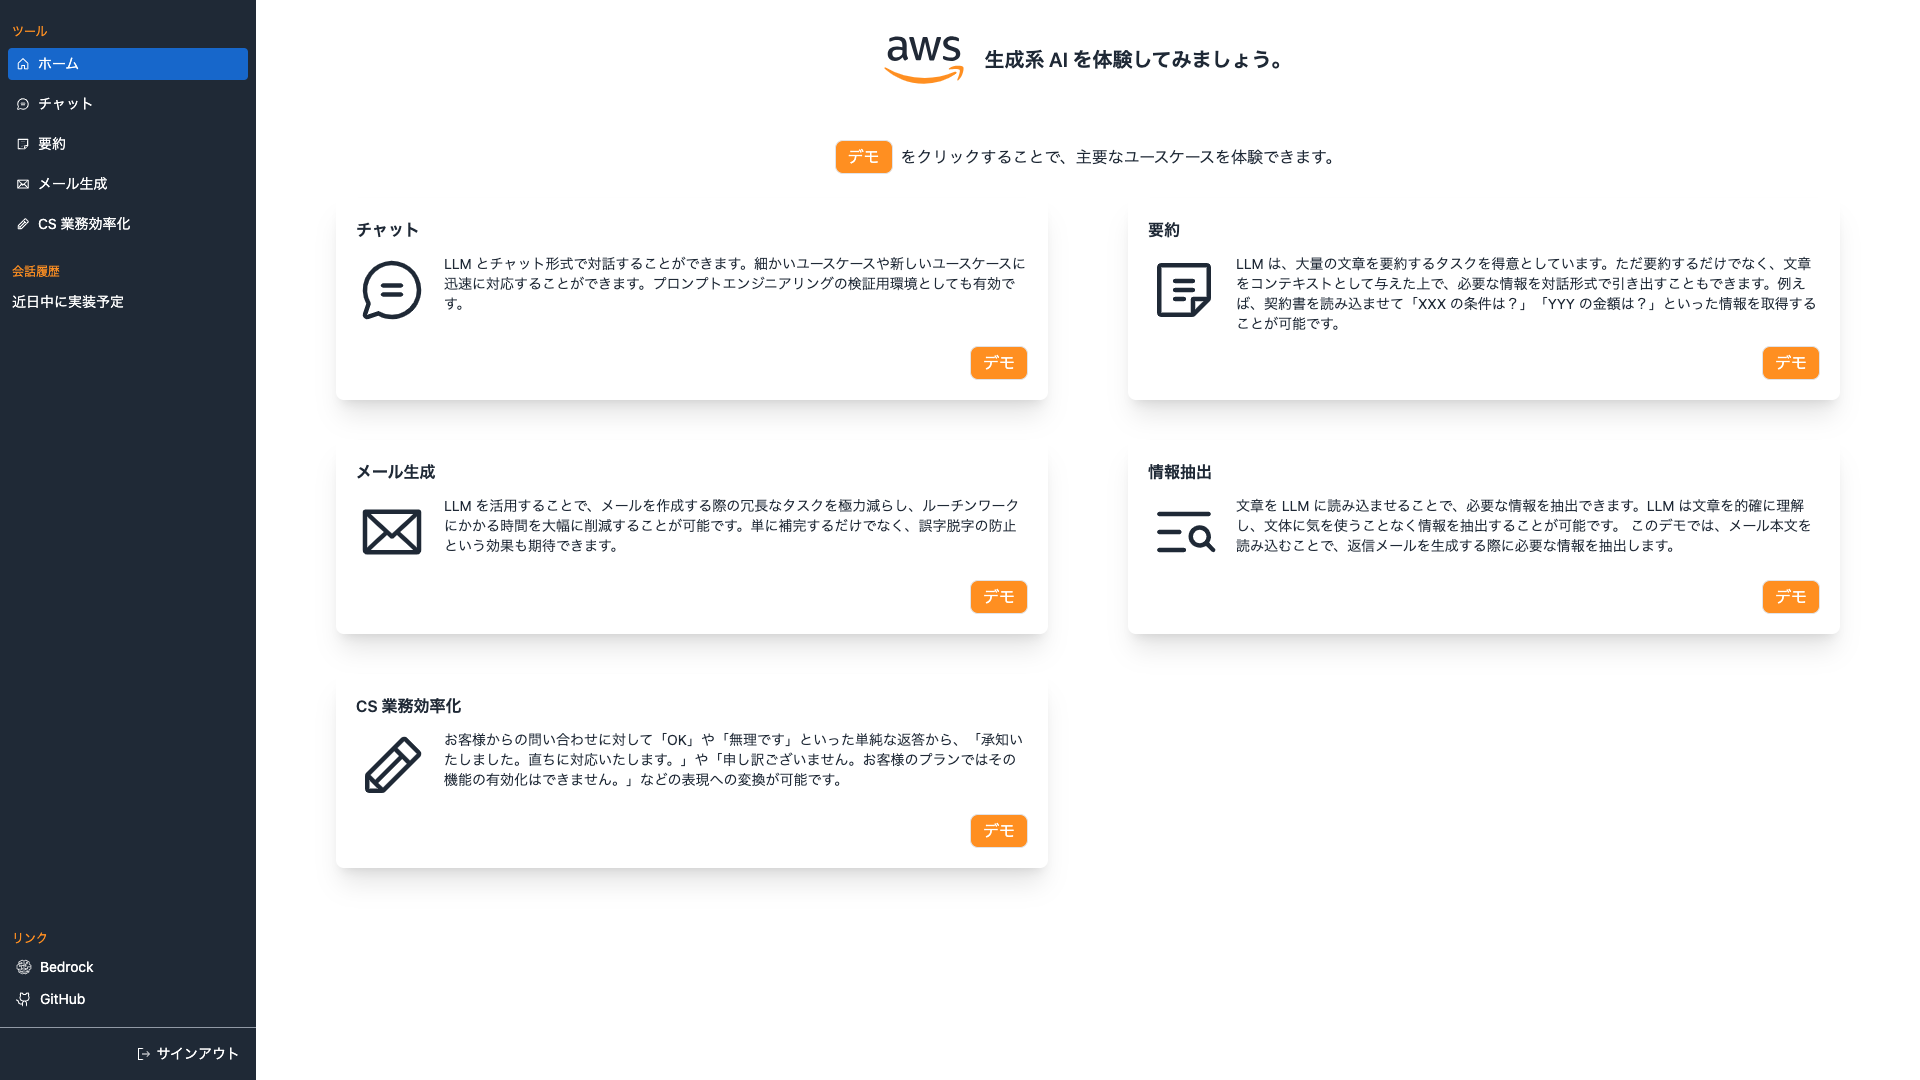 ツール
ホーム
チャット
要約
メール生成
CS 業務効率化
会話履歴
近日中に実装予定
リンク
Bedrock
GitHub
サインアウト
aws
生成系 AI を体験してみましょう。
デモ をクリックすることで、主要なユースケースを体験できます。
チャット
LLM とチャット形式で対話することができます。細かいユースケースや新しいユースケースに
迅速に対応することができます。プロンプトエンジニアリングの検証用環境としても有効で
す。
デモ
要約
LLM は、大量の文章を要約するタスクを得意としています。ただ要約するだけでなく、文章
をコンテキストとして与えた上で、必要な情報を対話形式で引き出すこともできます。例え
ば、契約書を読み込ませて「XXX の条件は？」「YYY の金額は？」といった情報を取得する
ことが可能です。
デモ
メール生成
LLM を活用することで、メールを作成する際の冗長なタスクを極力減らし、ルーチンワーク
にかかる時間を大幅に削減することが可能です。単に補完するだけでなく、誤字脱字の防止
という効果も期待できます。
デモ
情報抽出
文章を LLM に読み込ませることで、必要な情報を抽出できます。LLM は文章を的確に理解
し、文体に気を使うことなく情報を抽出することが可能です。 このデモでは、メール本文を
読み込むことで、返信メールを生成する際に必要な情報を抽出します。
デモ
CS 業務効率化
お客様からの問い合わせに対して「OK」や「無理です」といった単純な返答から、「承知い
たしました。直ちに対応いたします。」や「申し訳ございません。お客様のプランではその
機能の有効化はできません。」などの表現への変換が可能です。
デモ